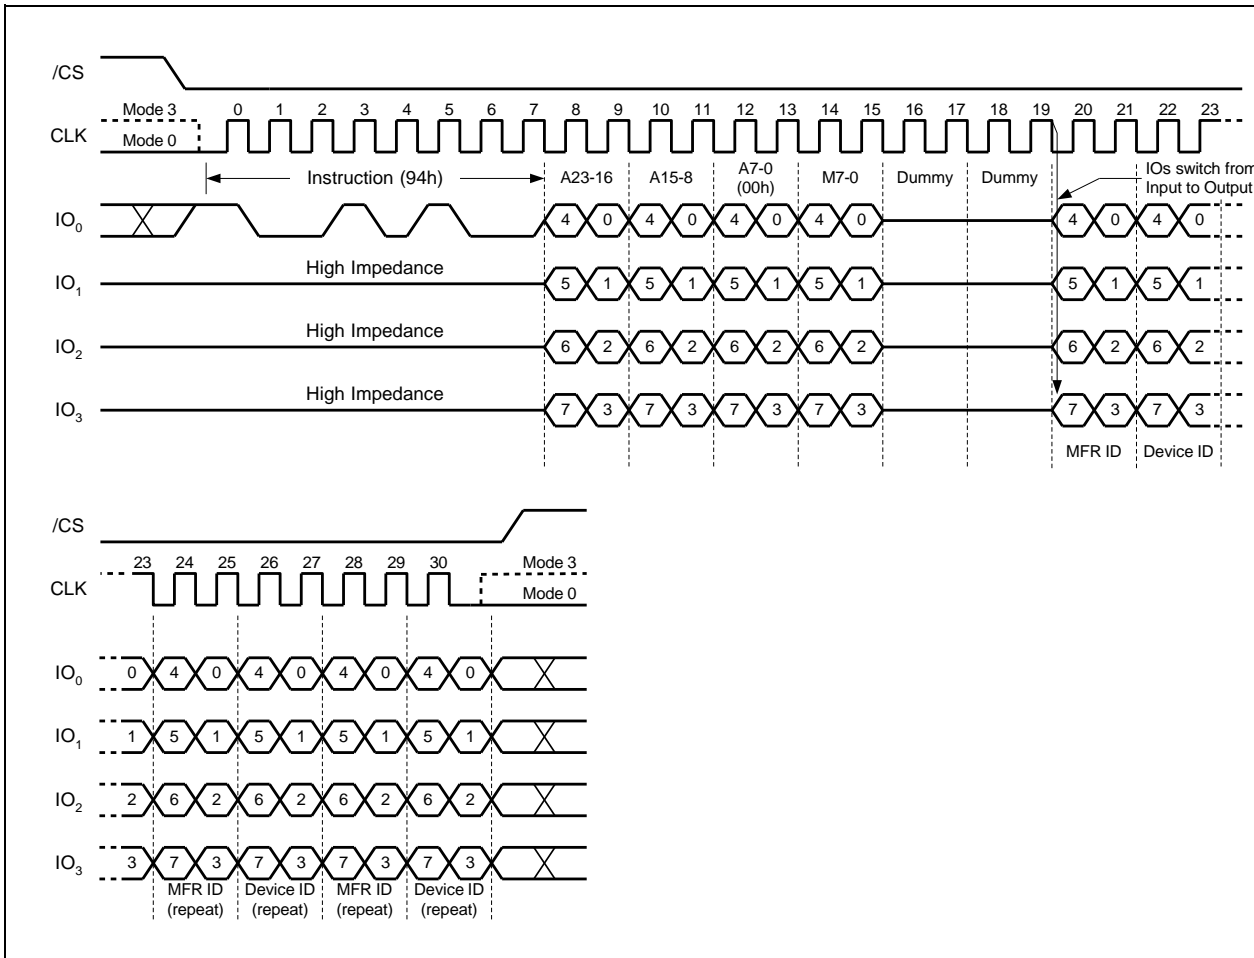 /CS
Mode 3 0 1 2 3 4 5 6 7 8 9 10 11 12 13 14 15 16 17 18 19 20 21 22 23
CLK
Mode 0
Instruction (94h) A23-16 A15-8 A7-0 (00h) M7-0 Dummy Dummy IOs switch from Input to Output
IO0 4 0 4 0 4 0 4 0 4 0 4 0
High Impedance
IO1 5 1 5 1 5 1 5 1 5 1 5 1
High Impedance
IO2 6 2 6 2 6 2 6 2 6 2 6 2
High Impedance
IO3 7 3 7 3 7 3 7 3 7 3 7 3
MFR ID Device ID
/CS
23 24 25 26 27 28 29 30 Mode 3
CLK
Mode 0
IO0 0 4 0 4 0 4 0 4 0
IO1 1 5 1 5 1 5 1 5 1
IO2 2 6 2 6 2 6 2 6 2
IO3 3 7 3 7 3 7 3 7 3
MFR ID Device ID MFR ID Device ID
(repeat) (repeat) (repeat) (repeat)